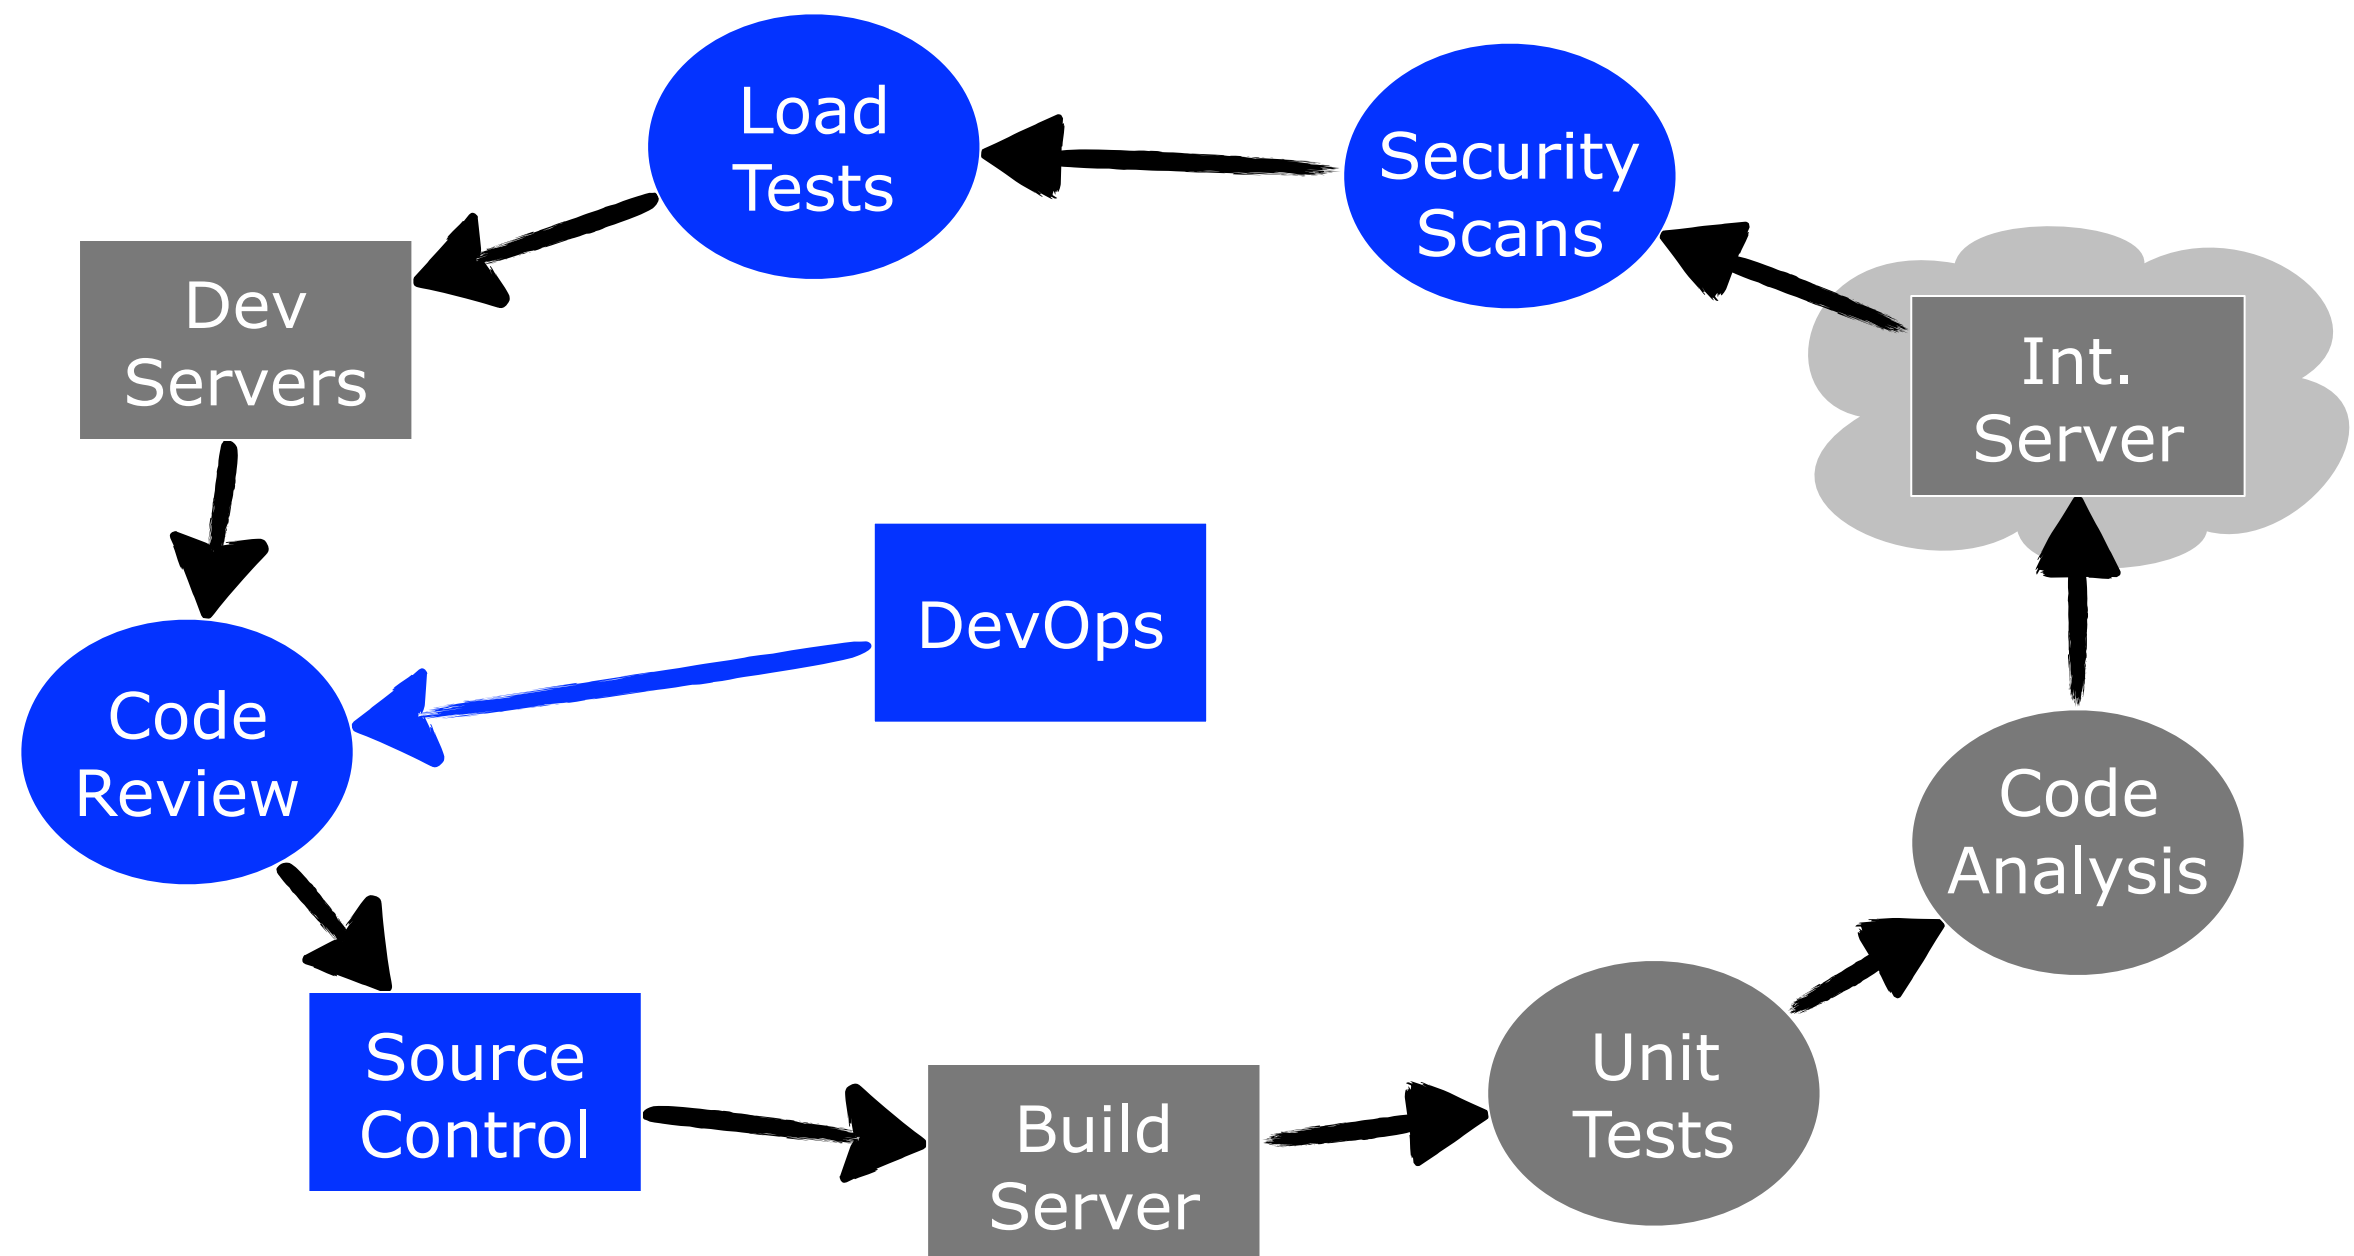 Load
Tests
Security
Scans
Dev
Servers
Int.
Server
DevOps
Code
Review
Code
Analysis
Source
Control
Build
Server
Unit
Tests